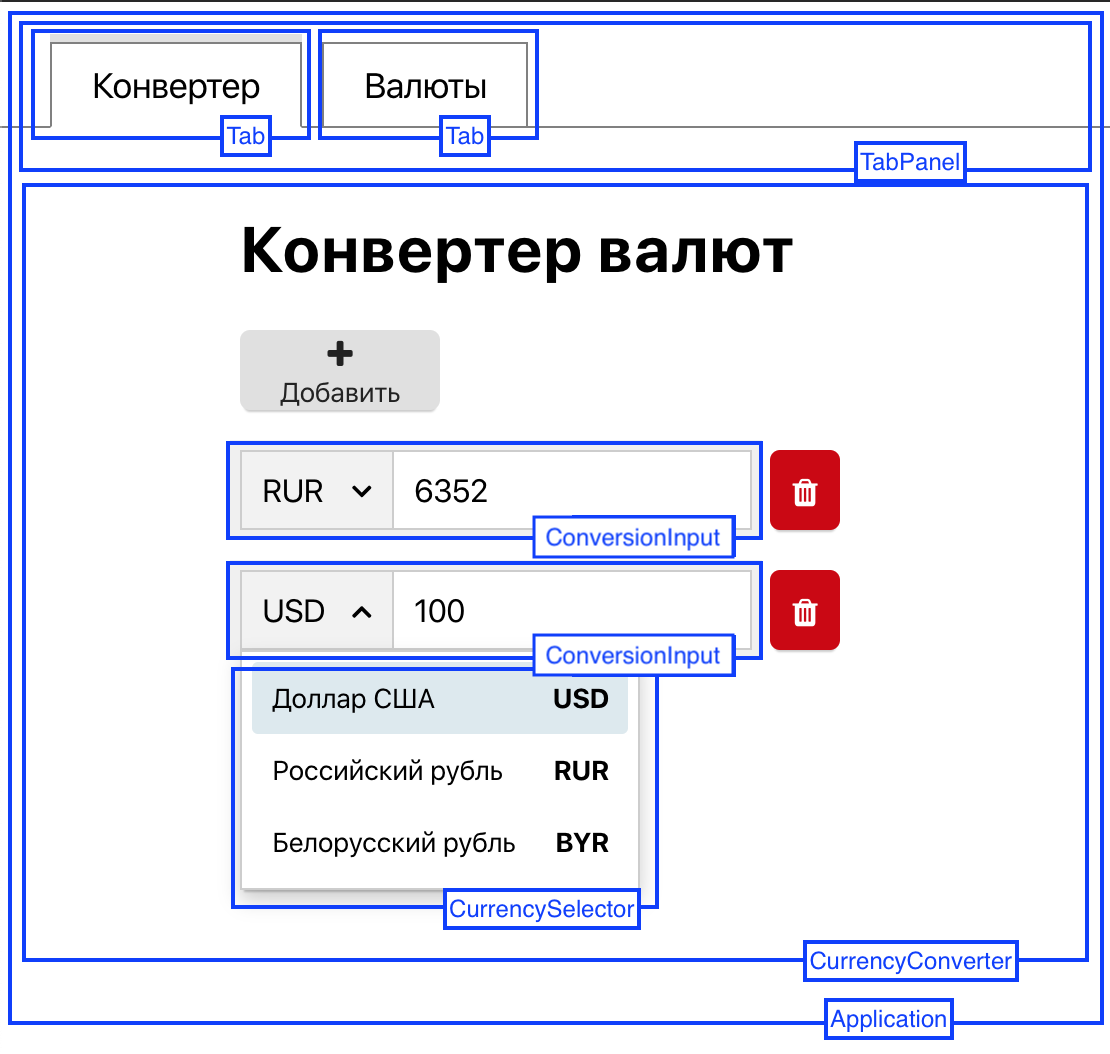 Конвертер
Валюты
Tab
Tab
TabPanel
Конвертер валют
Добавить
RUR
6352
ConversionInput
USD
100
ConversionInput
Доллар США USD
Российский рубль RUR
Белорусский рубль BYR
CurrencySelector
CurrencyConverter
Application